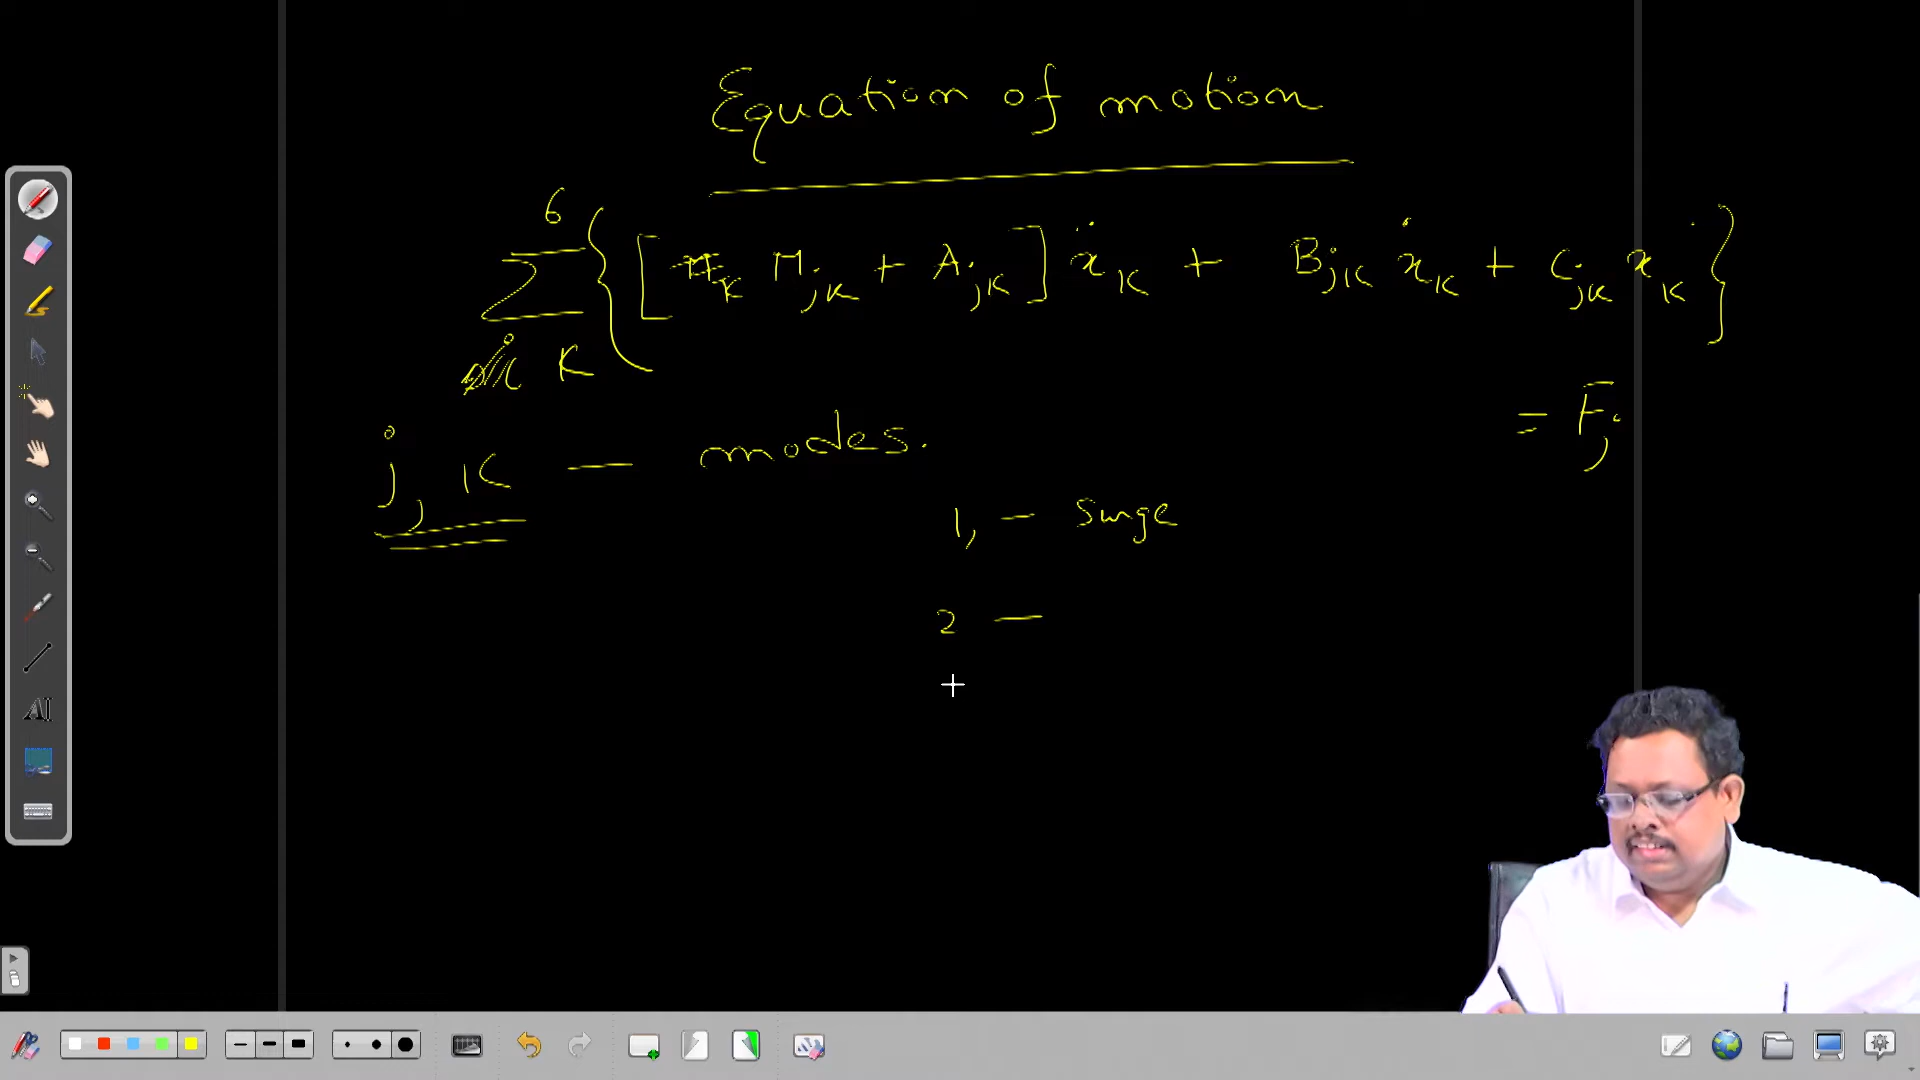 Equation of motion
6
∑ { [ M_jk + A_jk ] ẍ_k + B_jk ẋ_k + C_jk x_k }
k
= F_j
j, k — modes.
1, — Surge
2 —